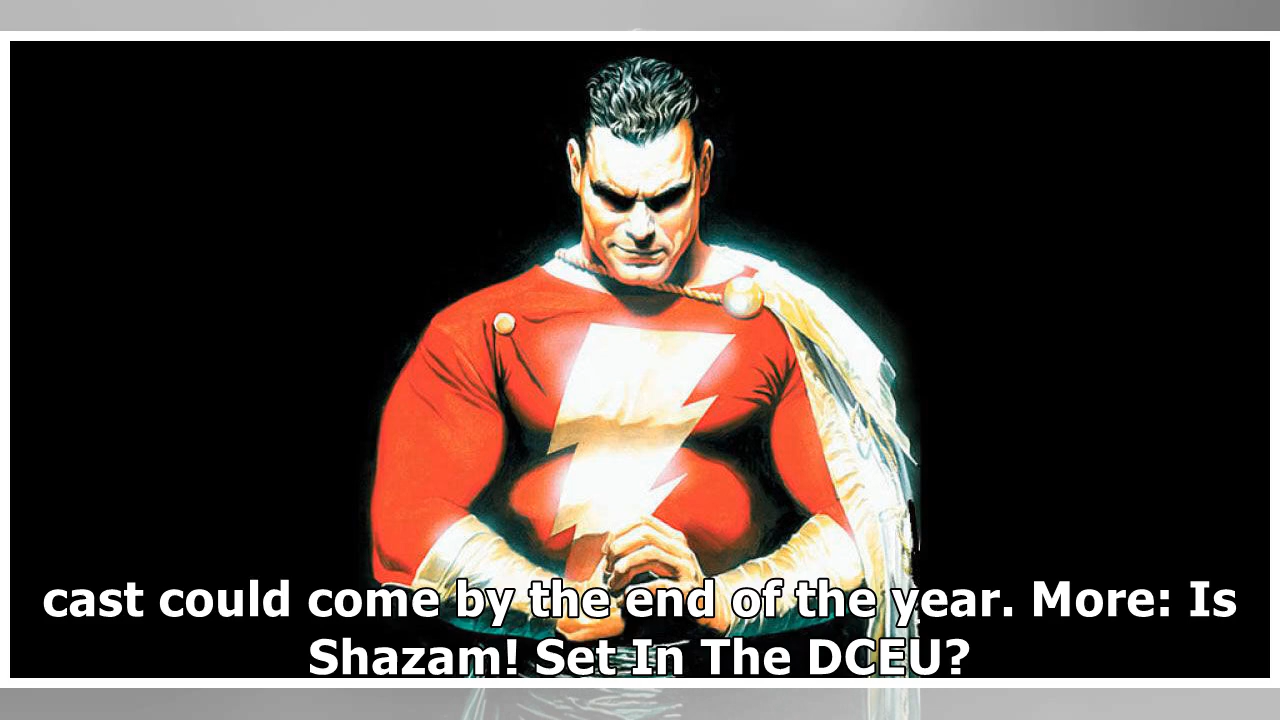 cast could come by the end of the year. More: Is
Shazam! Set In The DCEU?